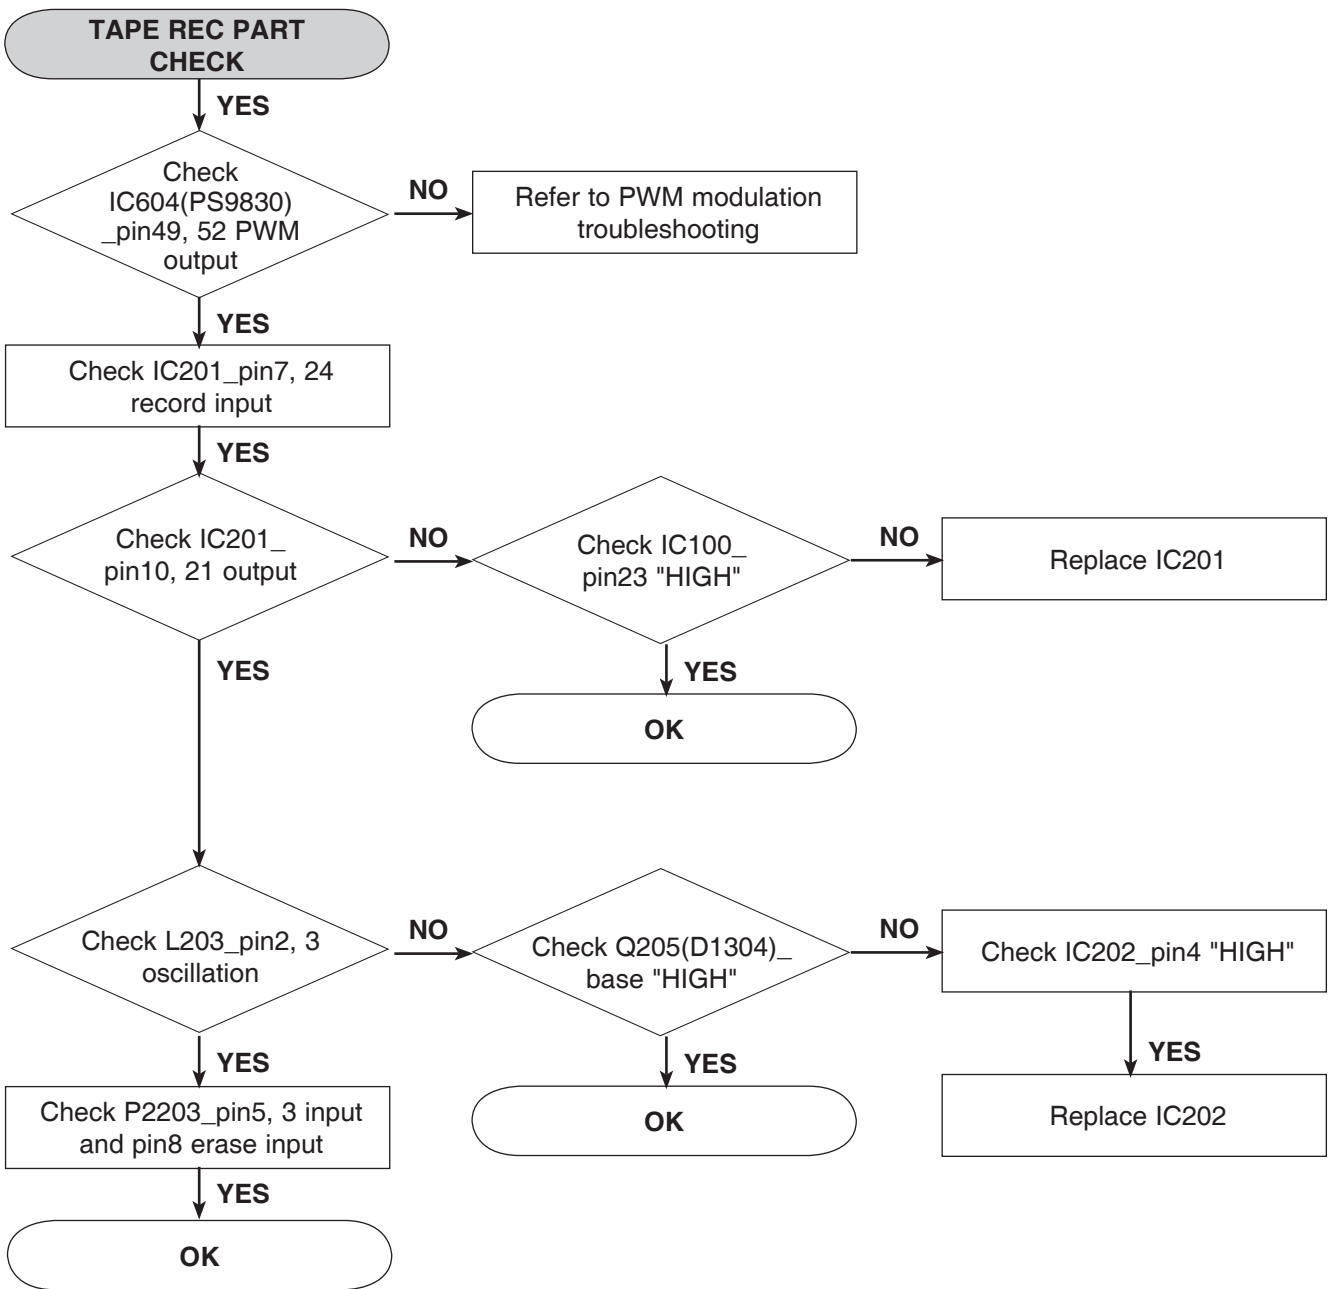 TAPE REC PART
CHECK
YES
Check
IC604(PS9830)
_pin49, 52 PWM
output
NO
Refer to PWM modulation
troubleshooting
YES
Check IC201_pin7, 24
record input
YES
Check IC201_
pin10, 21 output
NO
Check IC100_
pin23 "HIGH"
NO
Replace IC201
YES
YES
OK
Check L203_pin2, 3
oscillation
NO
Check Q205(D1304)_
base "HIGH"
NO
Check IC202_pin4 "HIGH"
YES
YES
YES
Check P2203_pin5, 3 input
and pin8 erase input
OK
Replace IC202
YES
OK